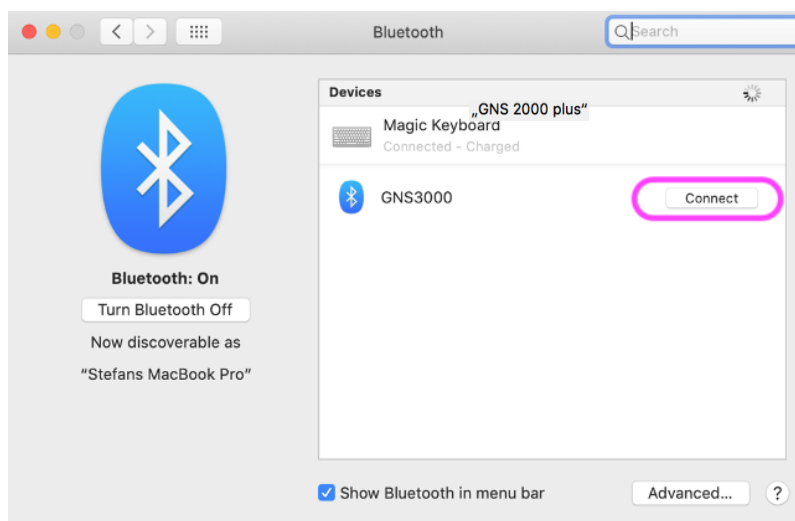 Bluetooth
Search
Devices
„GNS 2000 plus“
Magic Keyboard
Connected - Charged
GNS3000
Connect
Bluetooth: On
Turn Bluetooth Off
Now discoverable as
“Stefans MacBook Pro”
Show Bluetooth in menu bar
Advanced...
?